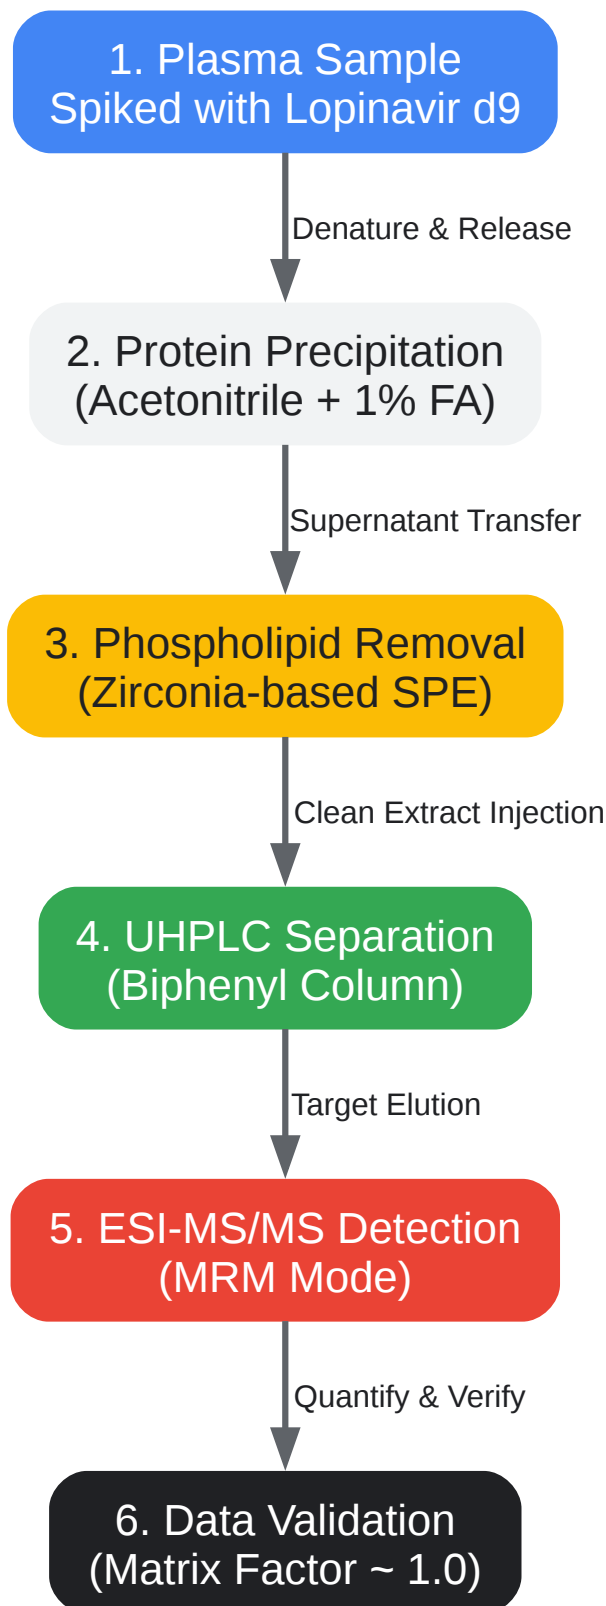 1. Plasma Sample
Spiked with Lopinavir d9
Denature & Release
2. Protein Precipitation
(Acetonitrile + 1% FA)
Supernatant Transfer
3. Phospholipid Removal
(Zirconia-based SPE)
Clean Extract Injection
4. UHPLC Separation
(Biphenyl Column)
Target Elution
5. ESI-MS/MS Detection
(MRM Mode)
Quantify & Verify
6. Data Validation
(Matrix Factor ~ 1.0)